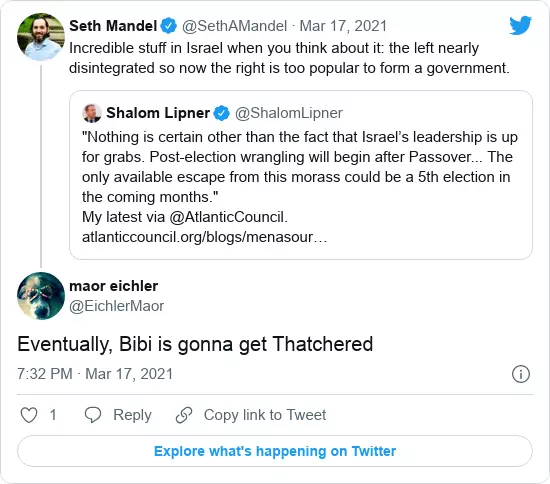 Seth Mandel @SethAMandel · Mar 17, 2021
Incredible stuff in Israel when you think about it: the left nearly
disintegrated so now the right is too popular to form a government.
Shalom Lipner @ShalomLipner
"Nothing is certain other than the fact that Israel’s leadership is up
for grabs. Post-election wrangling will begin after Passover... The
only available escape from this morass could be a 5th election in
the coming months."
My latest via @AtlanticCouncil.
atlanticcouncil.org/blogs/menasour…
maor eichler
@EichlerMaor
Eventually, Bibi is gonna get Thatchered
7:32 PM · Mar 17, 2021
1 Reply Copy link to Tweet
Explore what's happening on Twitter